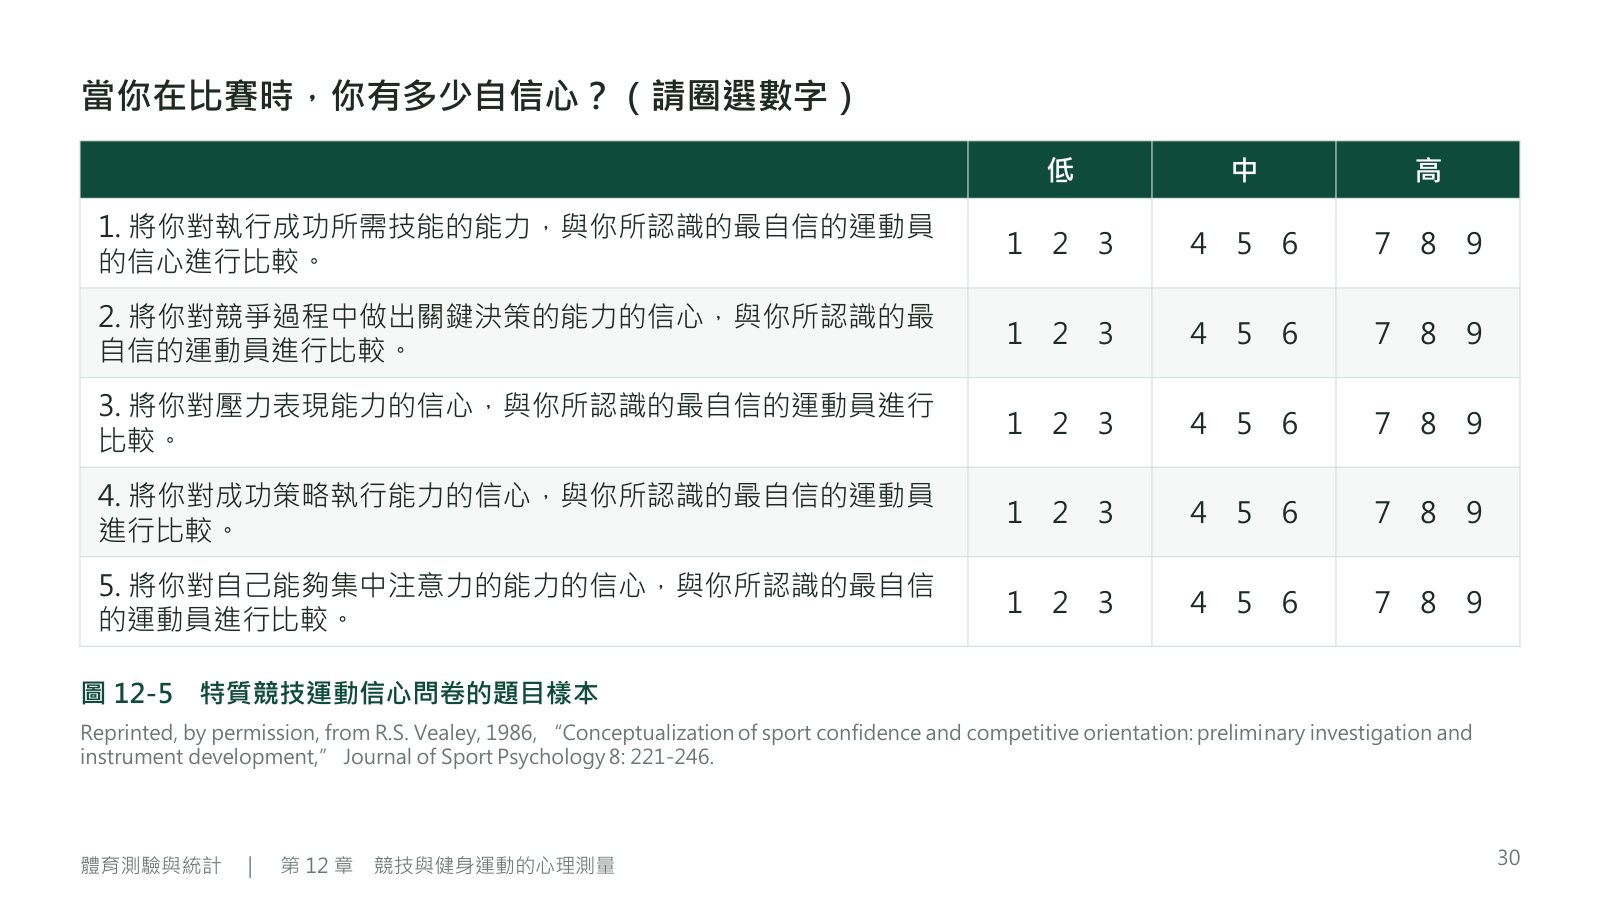 當你在比賽時，你有多少自信心？（請圈選數字）
低 中 高
1. 將你對執行成功所需技能的能力，與你所認識的最自信的運動員
的信心進行比較。
1 2 3 4 5 6 7 8 9
2. 將你對競爭過程中做出關鍵決策的能力的信心，與你所認識的最
自信的運動員進行比較。
1 2 3 4 5 6 7 8 9
3. 將你對壓力表現能力的信心，與你所認識的最自信的運動員進行
比較。
1 2 3 4 5 6 7 8 9
4. 將你對成功策略執行能力的信心，與你所認識的最自信的運動員
進行比較。
1 2 3 4 5 6 7 8 9
5. 將你對自己能夠集中注意力的能力的信心，與你所認識的最自信
的運動員進行比較。
1 2 3 4 5 6 7 8 9
圖 12-5　特質競技運動信心問卷的題目樣本
Reprinted, by permission, from R.S. Vealey, 1986, “Conceptualization of sport confidence and competitive orientation: preliminary investigation and
instrument development,” Journal of Sport Psychology 8: 221-246.
體育測驗與統計　|　第 12 章　競技與健身運動的心理測量
30